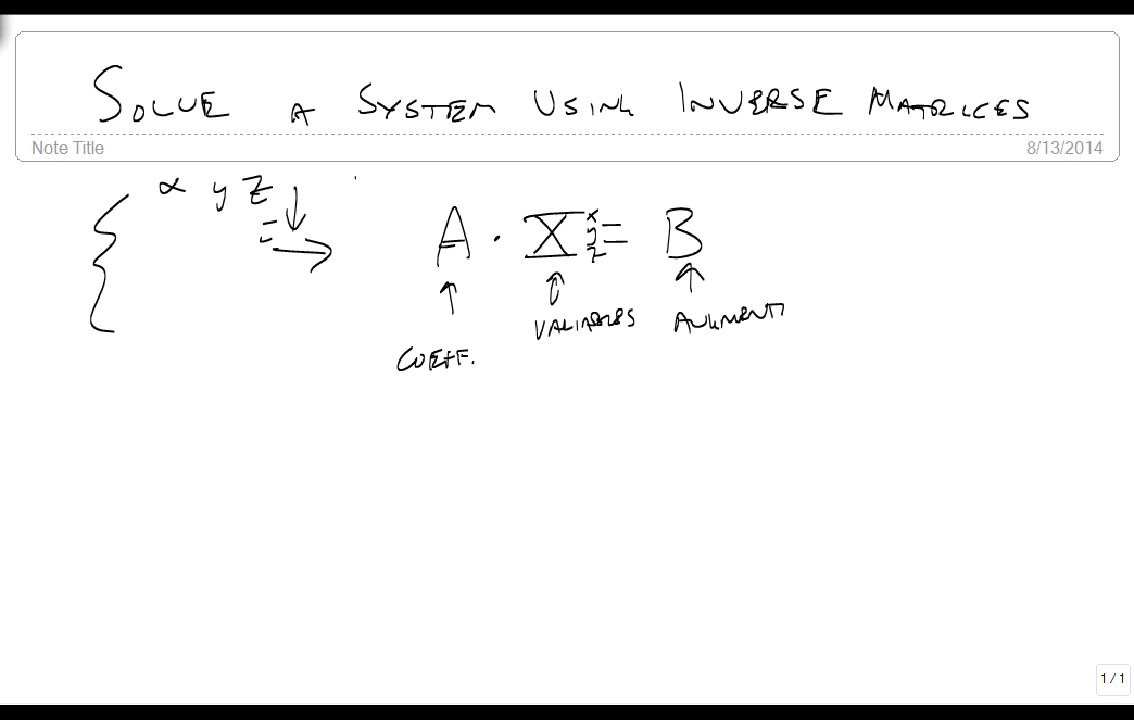 SOLVE A SYSTEM USING INVERSE MATRICES
Note Title 8/13/2014
x y z
=
A · X = B
x
y
z
VARIABLES AUGMENT
COEFF.
1/1